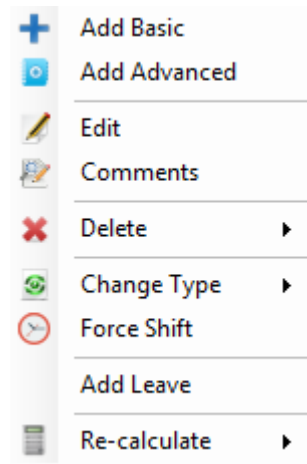 Add Basic
Add Advanced
Edit
Comments
Delete
Change Type
Force Shift
Add Leave
Re-calculate